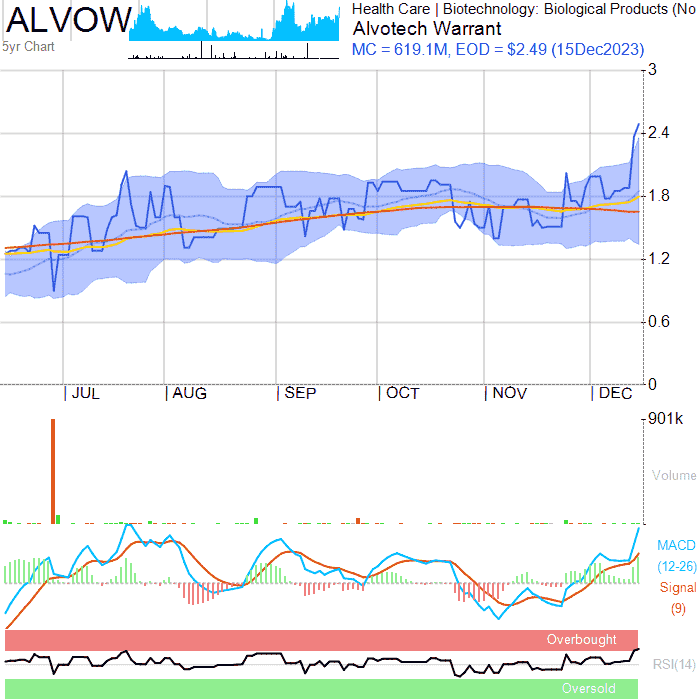 ALVOW
5yr Chart
Health Care | Biotechnology: Biological Products (No
Alvotech Warrant
MC = 619.1M, EOD = $2.49 (15Dec2023)
3
2.4
1.8
1.2
0.6
0
| JUL | AUG | SEP | OCT | NOV | DEC
901k
Volume
MACD
(12-26)
Signal
(9)
Overbought
RSI(14)
Oversold